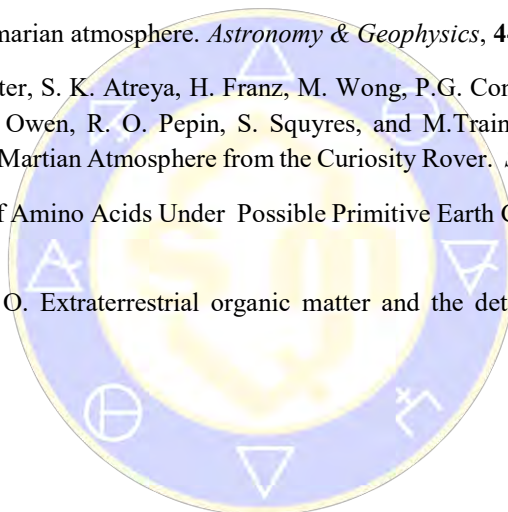 marian atmosphere. Astronomy & Geophysics, 4
ter, S. K. Atreya, H. Franz, M. Wong, P.G. Con
Owen, R. O. Pepin, S. Squyres, and M.Train
Martian Atmosphere from the Curiosity Rover.
f Amino Acids Under Possible Primitive Earth
O. Extraterrestrial organic matter and the det